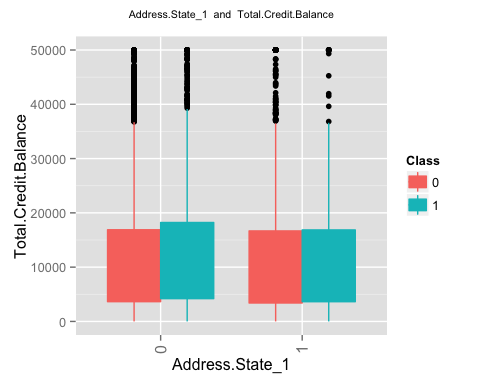 Address.State_1 and Total.Credit.Balance
50000
40000
30000
20000
10000
0
Total.Credit.Balance
0
1
Address.State_1
Class
0
1